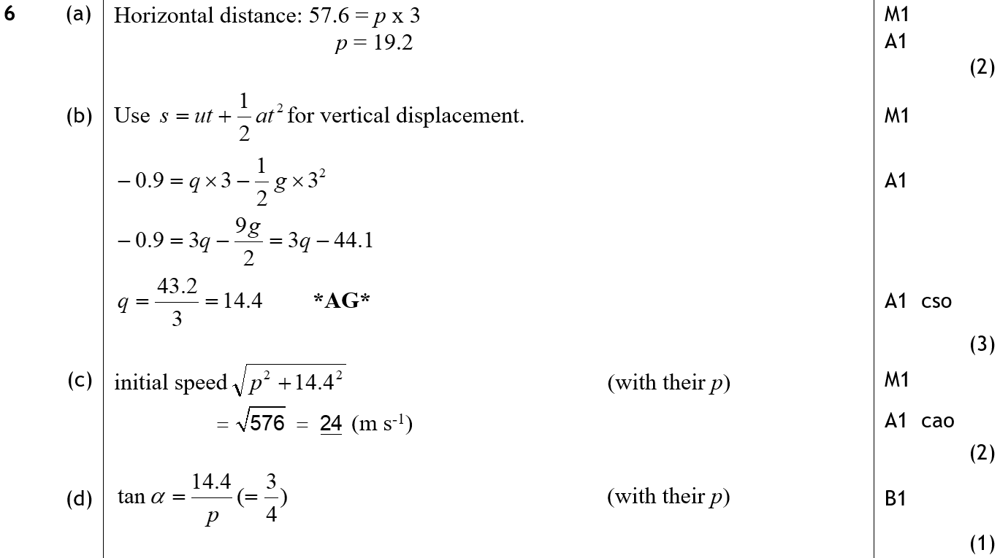 6 (a) Horizontal distance: 57.6 = p x 3 M1
p = 19.2 A1
(2)
(b) Use s = ut + 1/2 at² for vertical displacement. M1
− 0.9 = q × 3 − 1/2 g × 3² A1
− 0.9 = 3q − 9g/2 = 3q − 44.1
q = 43.2/3 = 14.4 *AG* A1 cso
(3)
(c) initial speed √(p² + 14.4²) (with their p) M1
= √576 = 24 (m s⁻¹) A1 cao
(2)
(d) tan α = 14.4/p (= 3/4) (with their p) B1
(1)